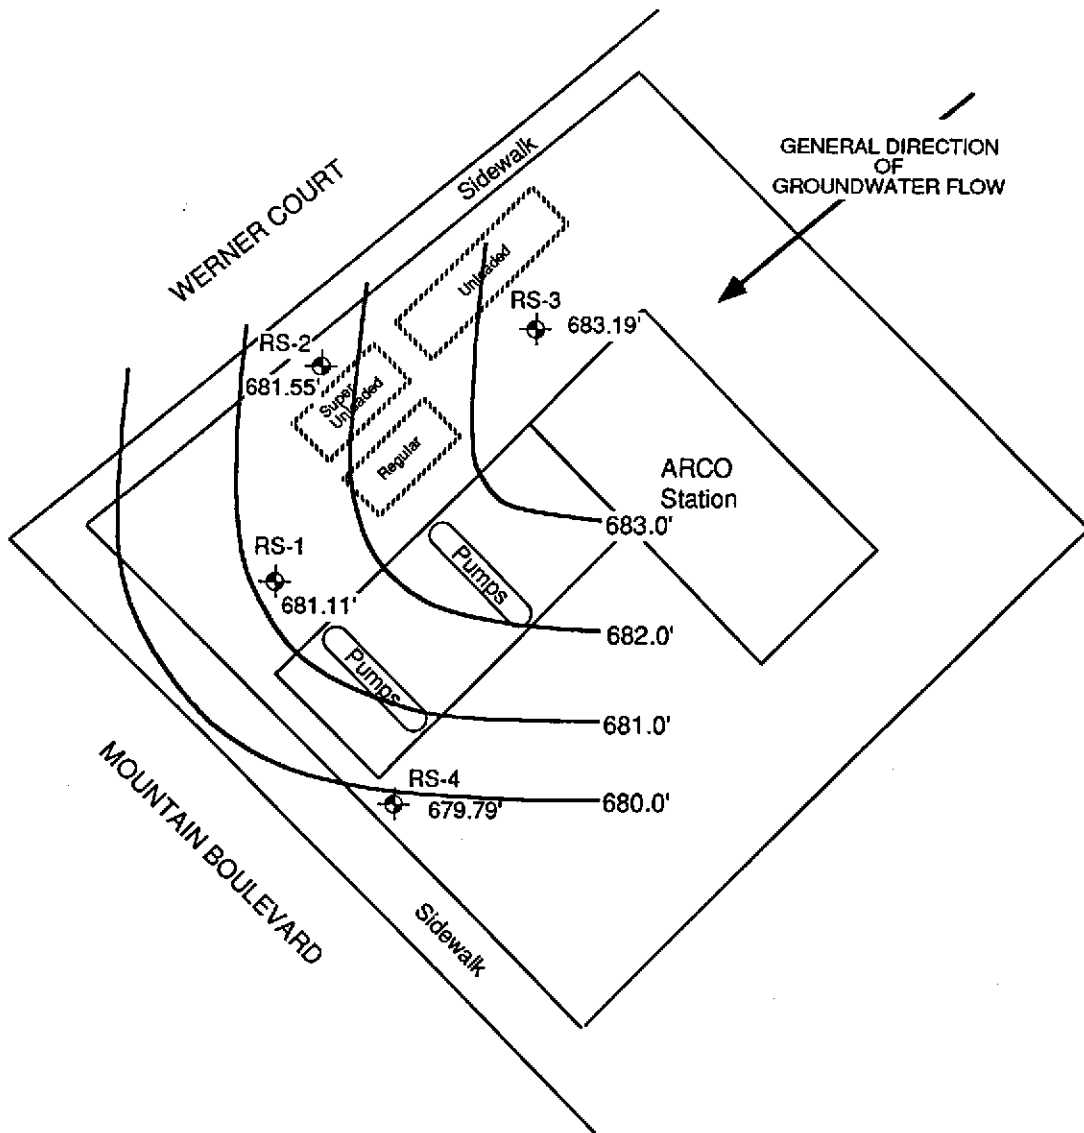 GENERAL DIRECTION
OF
GROUNDWATER FLOW
WERNER COURT
Sidewalk
Unleaded
RS-3
683.19'
RS-2
681.55'
Super
Unleaded
Regular
ARCO
Station
683.0'
RS-1
681.11'
Pumps
682.0'
Pumps
681.0'
RS-4
679.79'
680.0'
MOUNTAIN BOULEVARD
Sidewalk